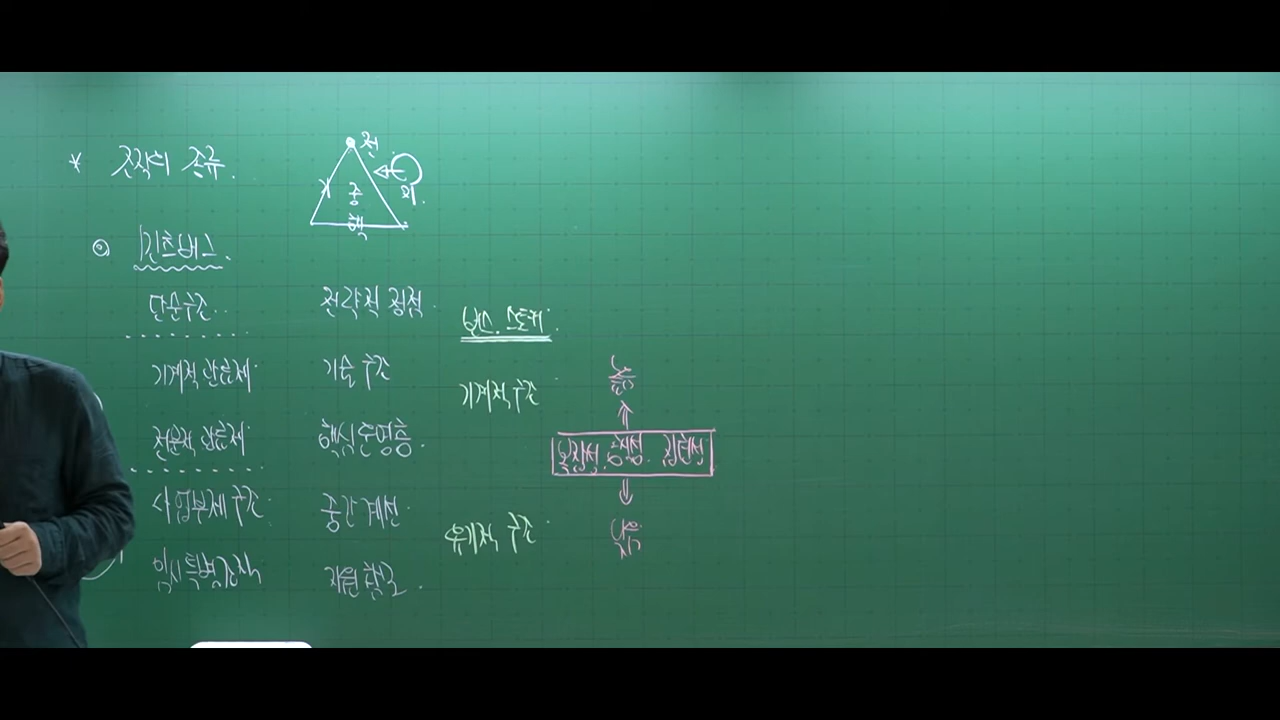 * 조직의 종류.
전
중
핵
지.
◎ 민츠버그.
단순구조..
전략적 정점.
기계적 관료제
기술 구조
전문적 관료제
핵심운영층.
사업부제 구조.
중간 계선.
임시특별조직
지원 참모.
번스. 스토커.
기계적 구조
유기적 구조
높음
복잡성. 공식성. 집권성
낮음